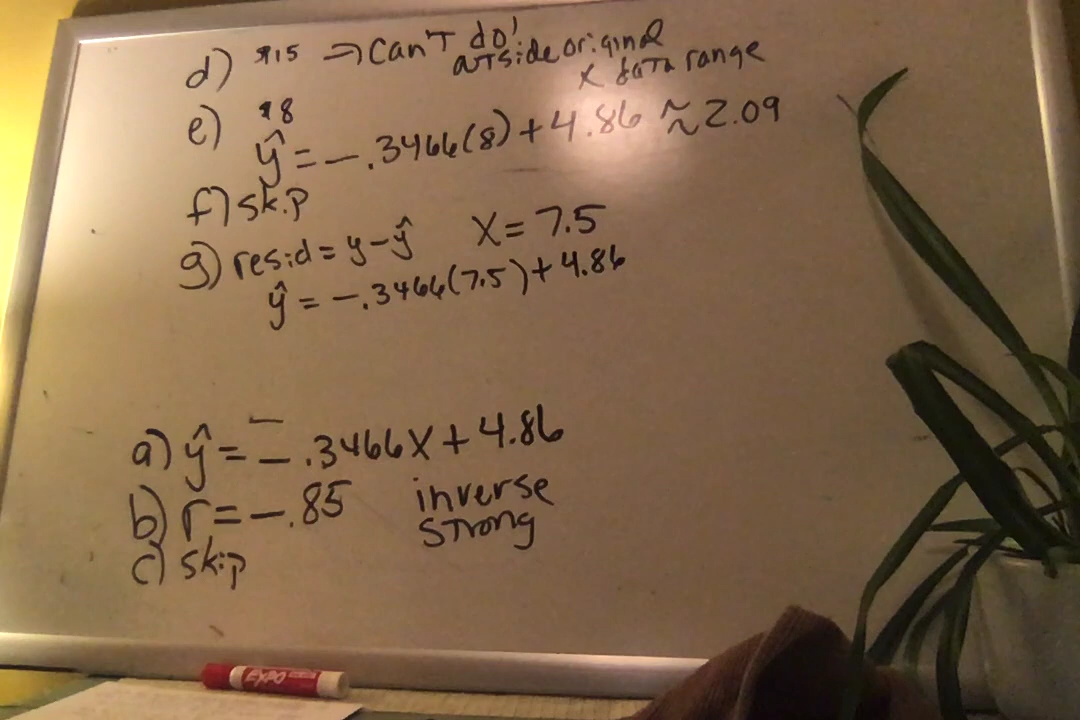 d) $15 ⇒ Can't do!
outside original
x data range
e) $8
ŷ = -.3466(8) + 4.86 ≈ 2.09
f) skip
g) resid = y - ŷ X = 7.5
ŷ = -.3466(7.5) + 4.86
a) ŷ = -.3466X + 4.86
b) r = -.85 inverse
strong
c) skip
EXPO